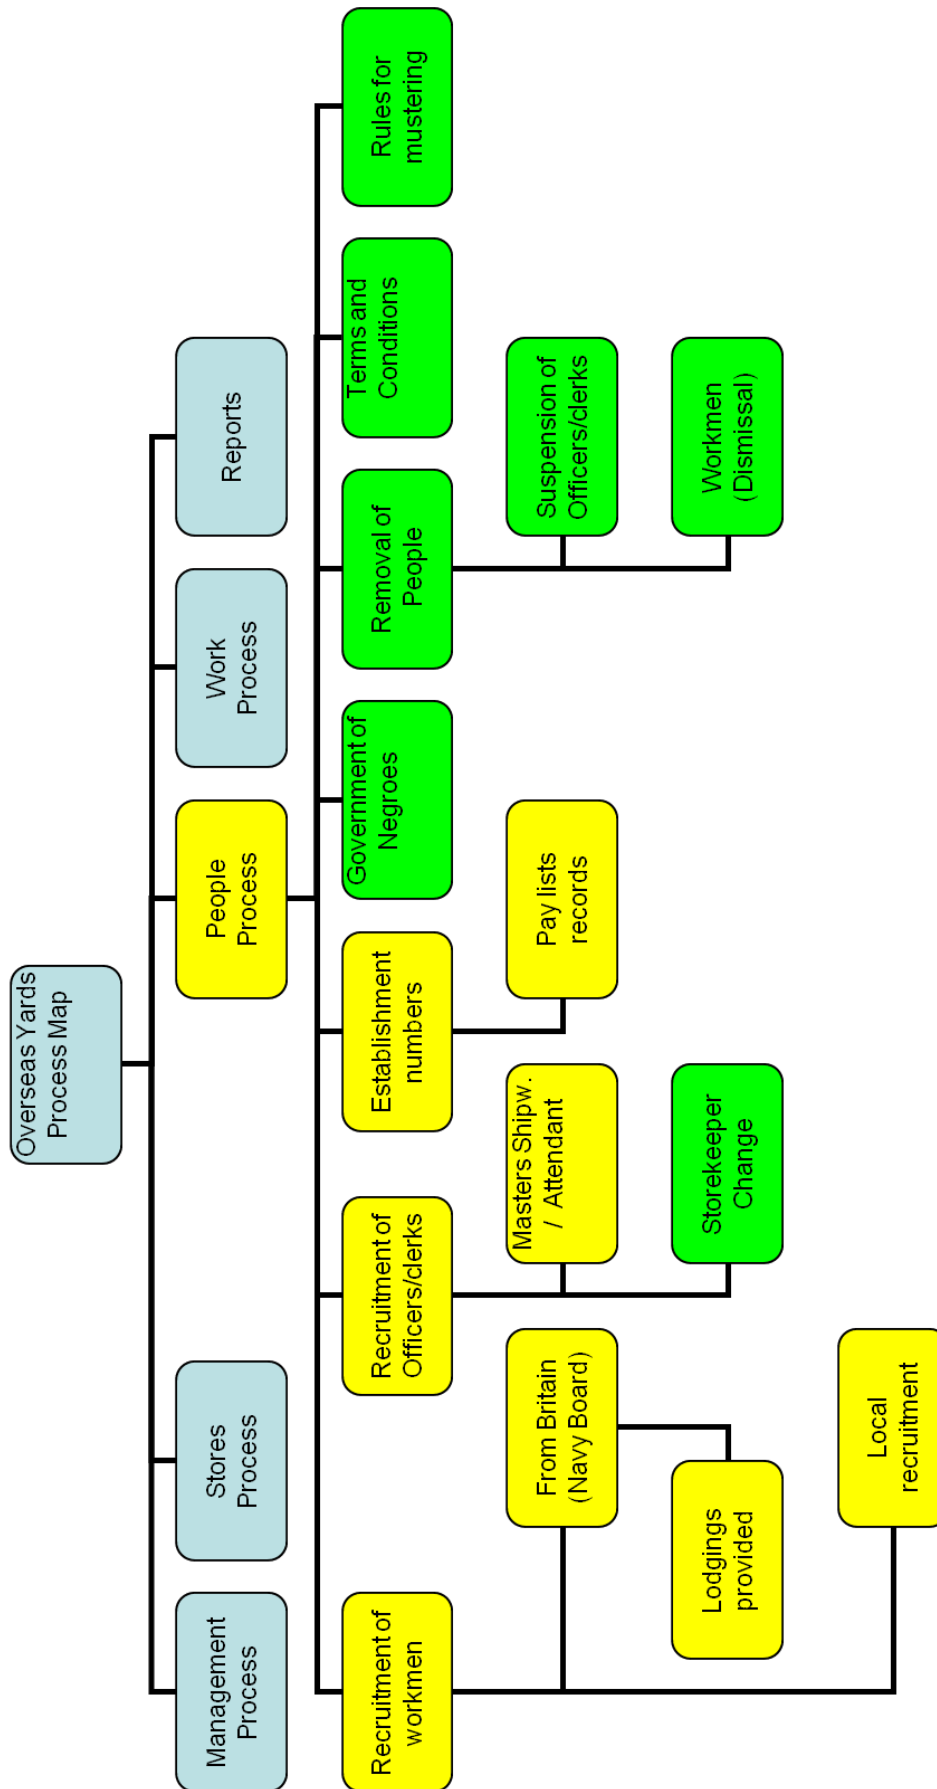 Overseas Yards
Process Map
Management
Process
Stores
Process
People
Process
Work
Process
Reports
Recruitment of
workmen
Recruitment of
Officers/clerks
Establishment
numbers
Government of
Negroes
Removal of
People
Terms and
Conditions
Rules for
mustering
From Britain
(Navy Board)
Masters Shipw.
/ Attendant
Pay lists
records
Suspension of
Officers/clerks
Lodgings
provided
Storekeeper
Change
Workmen
(Dismissal)
Local
recruitment